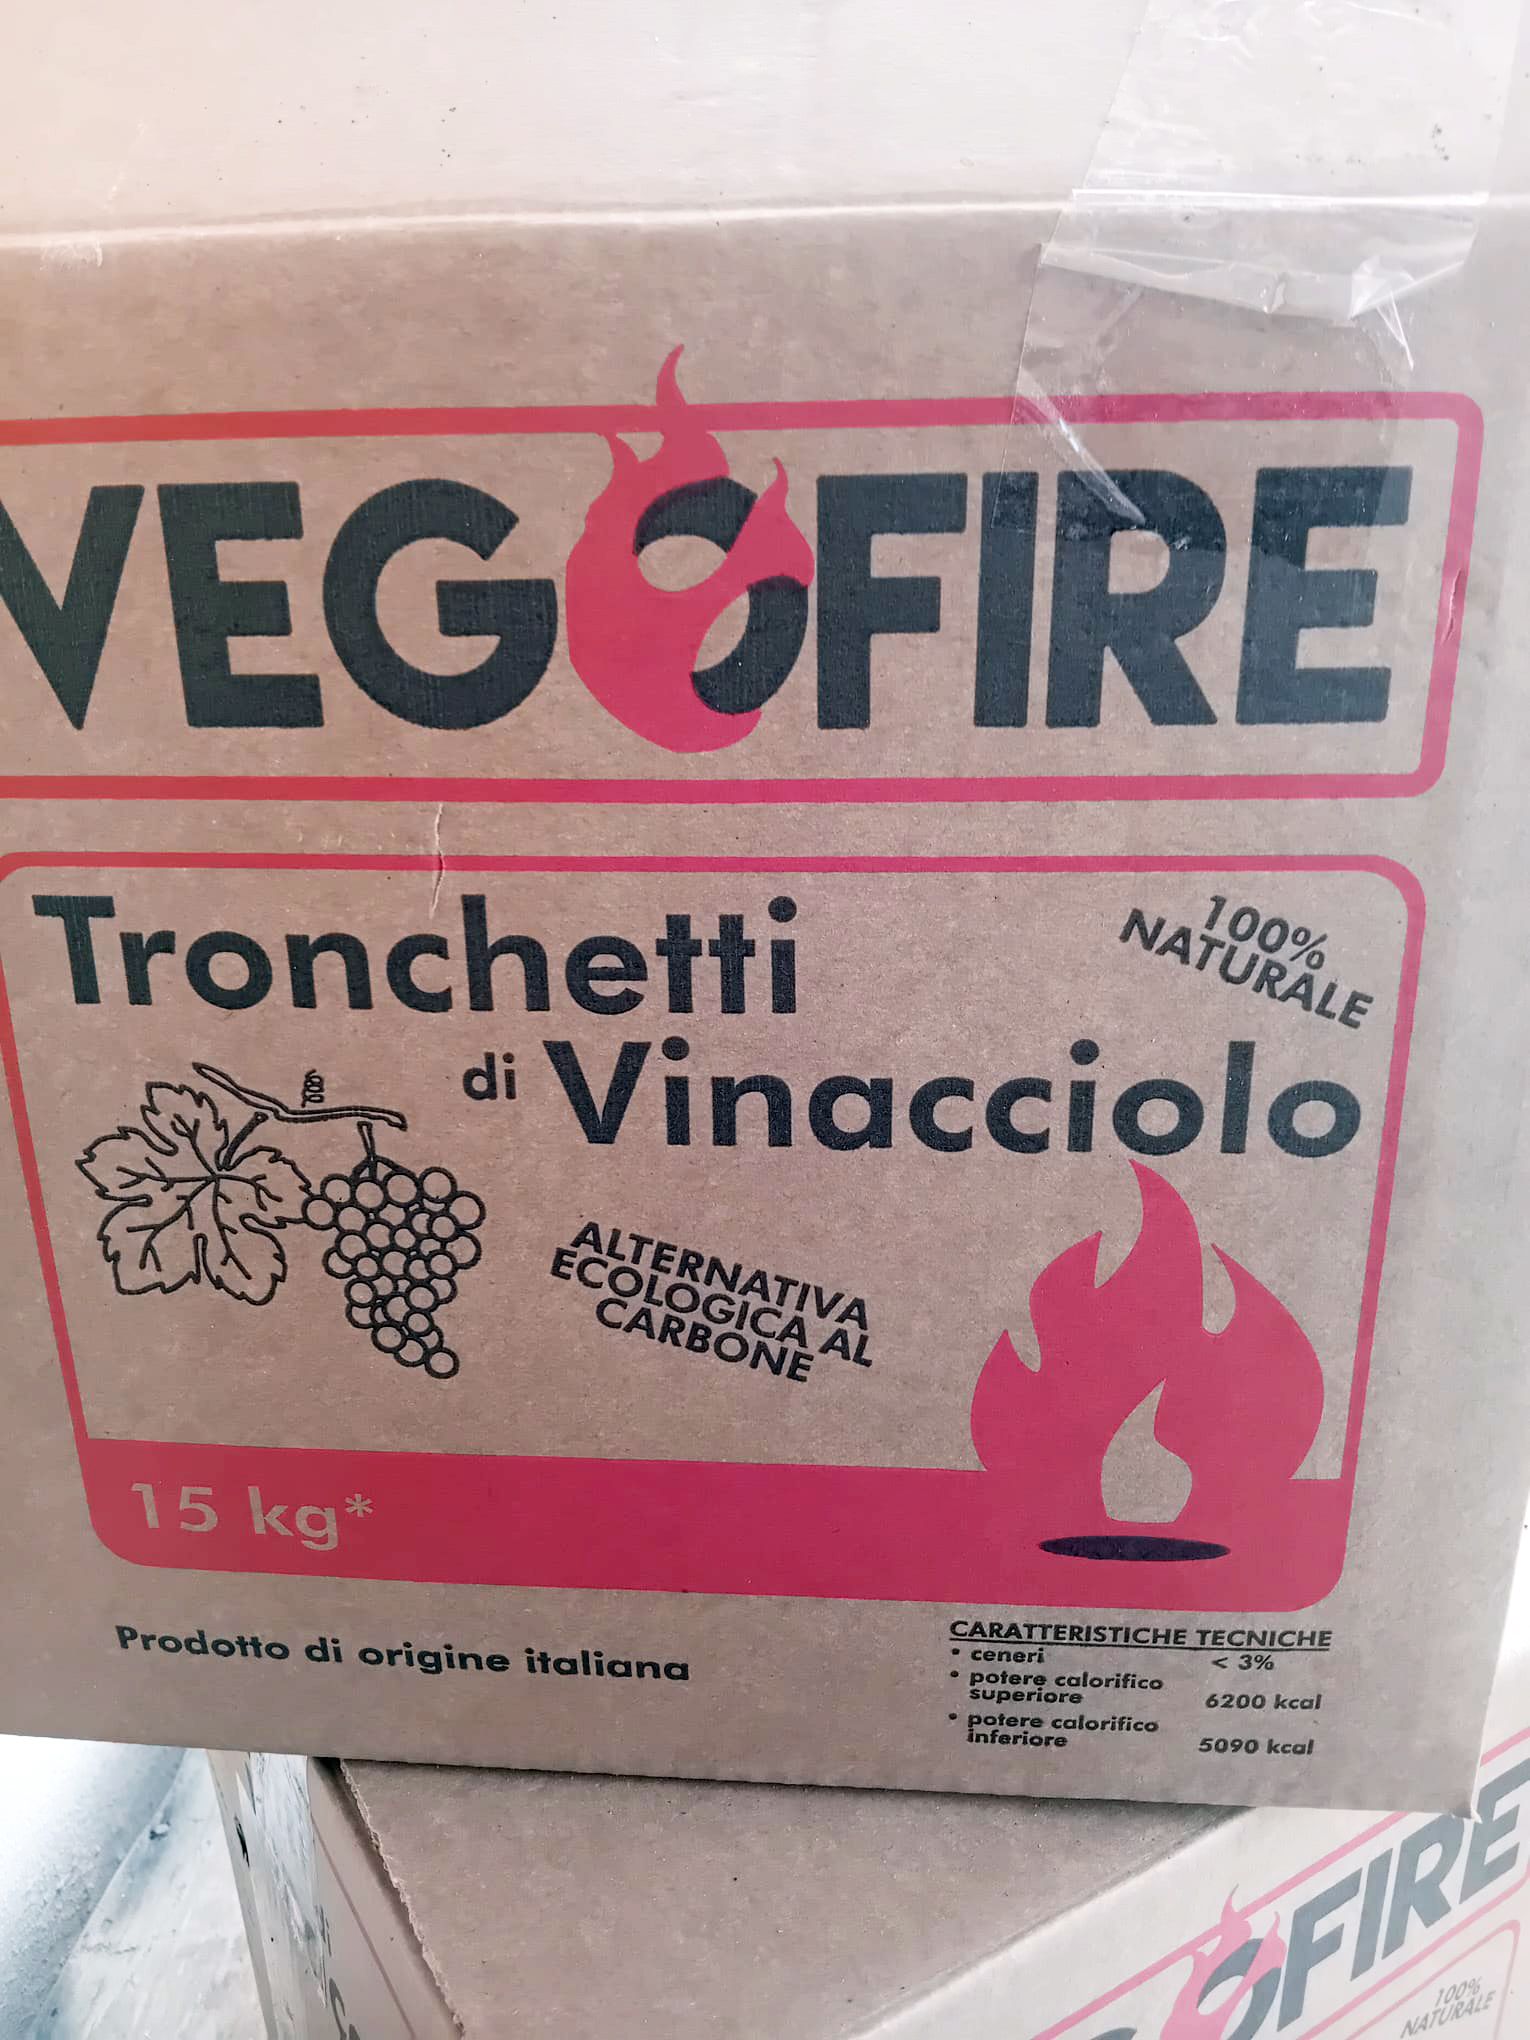 VEGOFIRE
Tronchetti
100%
NATURALE
di Vinacciolo
ALTERNATIVA
ECOLOGICA AL
CARBONE
15 kg*
Prodotto di origine italiana
CARATTERISTICHE TECNICHE
• ceneri < 3%
• potere calorifico
superiore 6200 kcal
• potere calorifico
inferiore 5090 kcal
OFIRE
100%
NATURALE